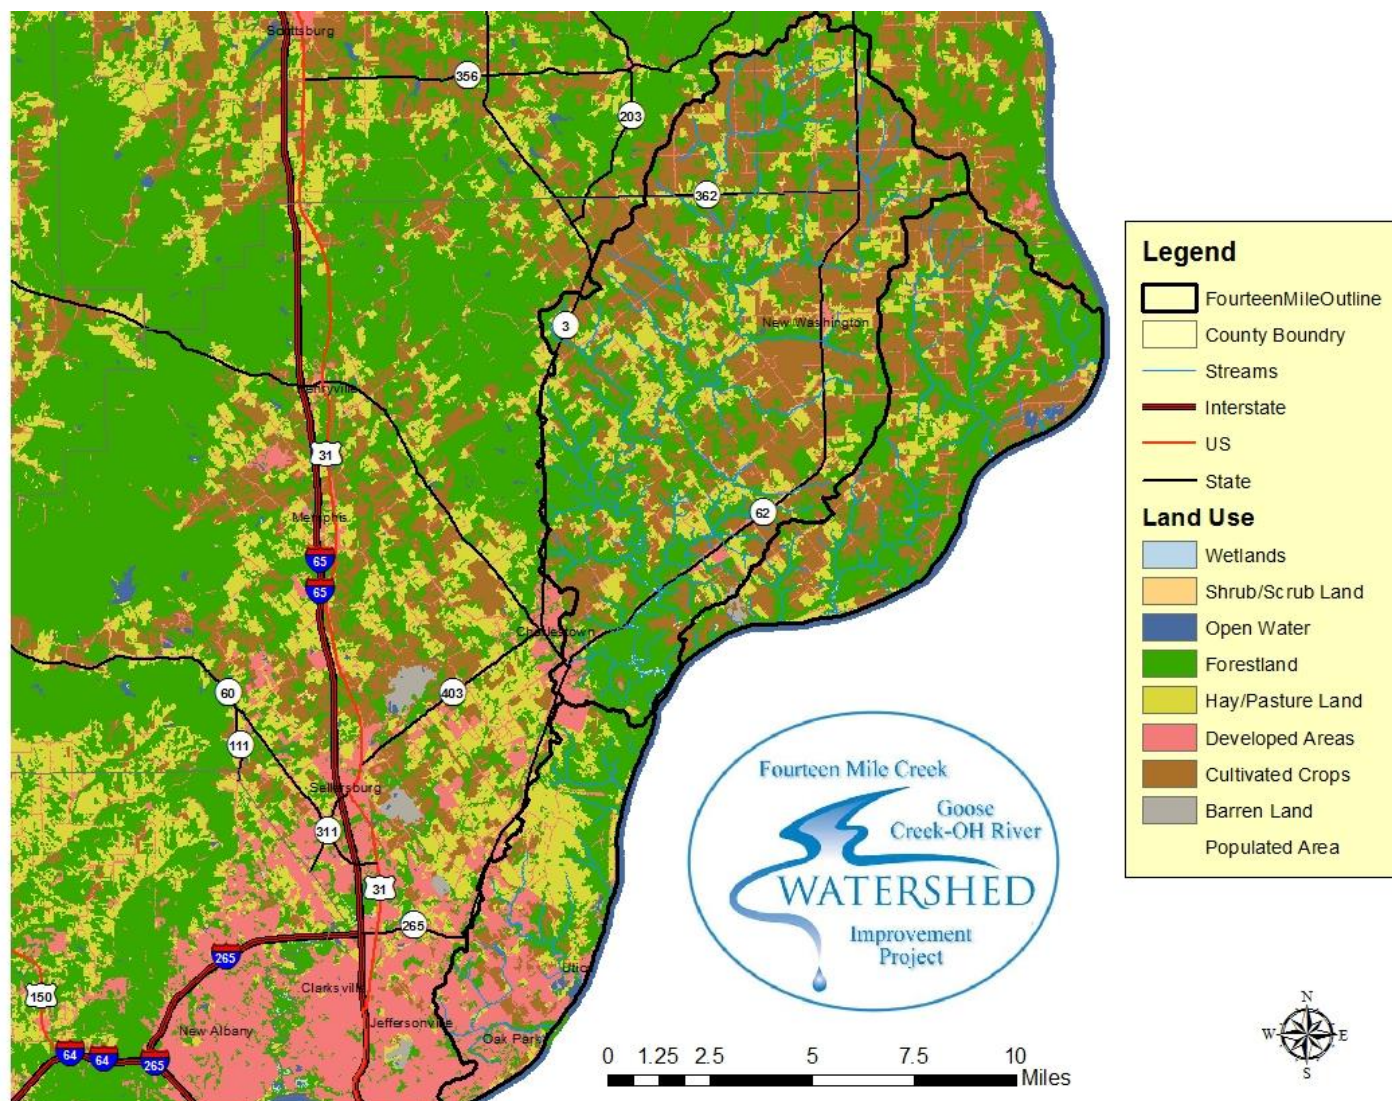 Scottsburg
356
203
362
3
New Washington
Henryville
31
Memphis
62
65
65
Charlestown
60
403
111
Sellersburg
311
31
265
265
Utica
Clarksville
150
New Albany
Jeffersonville
Oak Park
64
64
265
Legend
FourteenMileOutline
County Boundry
Streams
Interstate
US
State
Land Use
Wetlands
Shrub/Scrub Land
Open Water
Forestland
Hay/Pasture Land
Developed Areas
Cultivated Crops
Barren Land
Populated Area
Fourteen Mile Creek
Goose
Creek-OH River
WATERSHED
Improvement
Project
N
W E
S
0 1.25 2.5 5 7.5 10
Miles